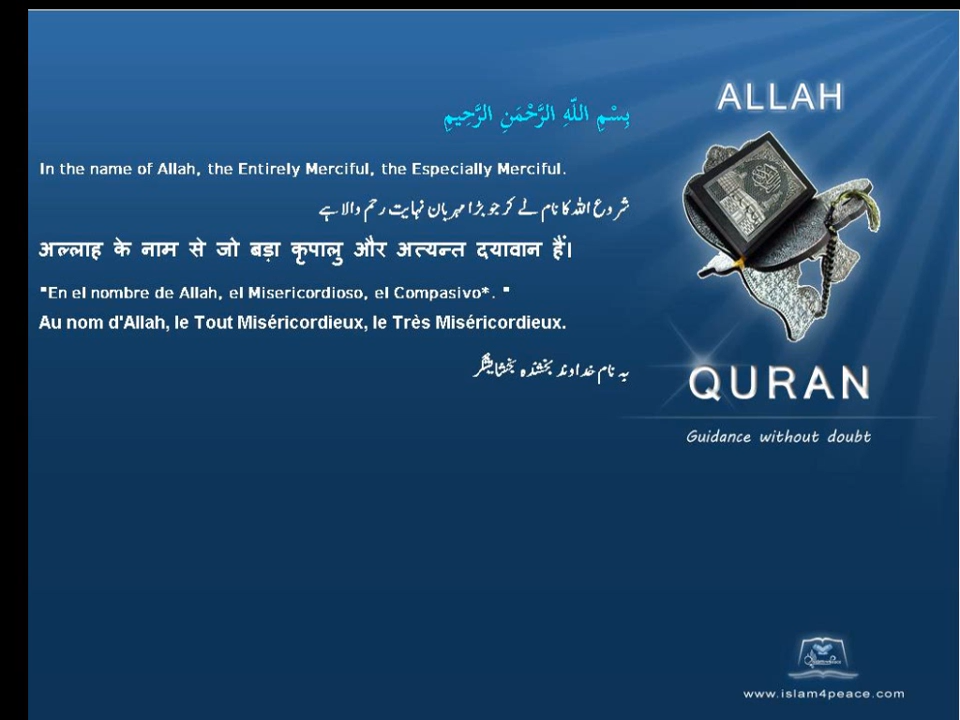 بِسْمِ اللَّهِ الرَّحْمَنِ الرَّحِيمِ
In the name of Allah, the Entirely Merciful, the Especially Merciful.
شروع اللہ کا نام لے کر جو بڑا مہربان نہایت رحم والا ہے
अल्लाह के नाम से जो बड़ा कृपालु और अत्यन्त दयावान हैं।
"En el nombre de Allah, el Misericordioso, el Compasivo*. "
Au nom d'Allah, le Tout Miséricordieux, le Très Miséricordieux.
به نام خداوند بخشنده بخشایشگر
ALLAH
QURAN
Guidance without doubt
www.islam4peace.com